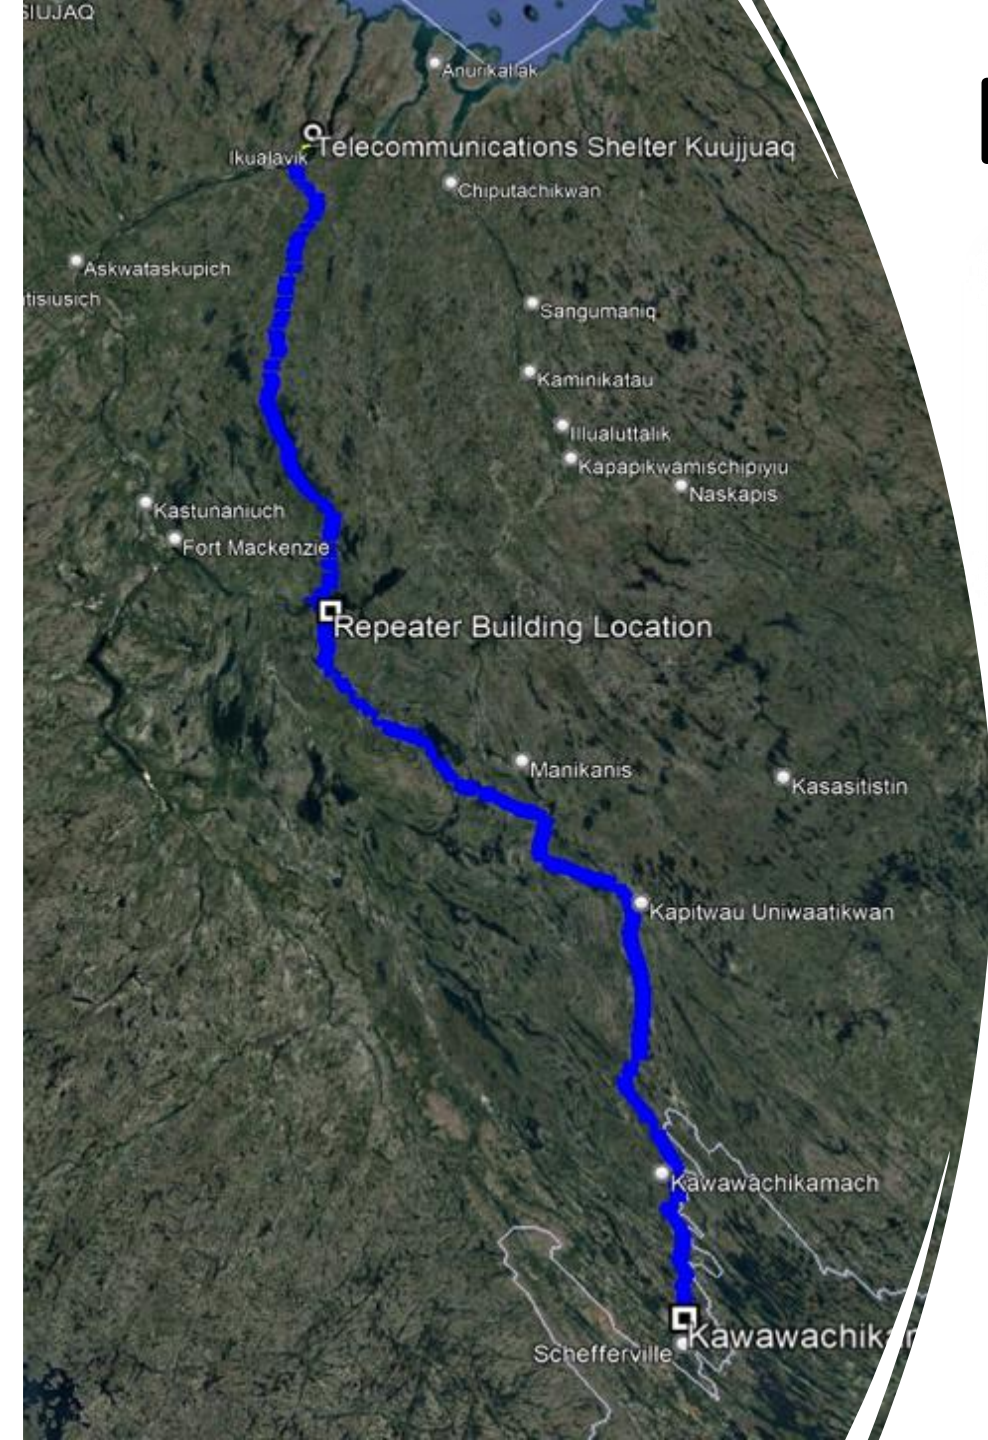 SIUJAQ
Anurikallak
Telecommunications Shelter Kuujjuaq
Ikualavik
Chiputachikwan
Askwataskupich
tisiusich
Sangumaniq
Kaminikatau
Illualuttalik
Kapapikwamischipiyiu
Naskapis
Kastunaniuch
Fort Mackenzie
Repeater Building Location
Manikanis
Kasasitistin
Kapitwau Uniwaatikwan
Kawawachikamach
Kawawachika
Schefferville